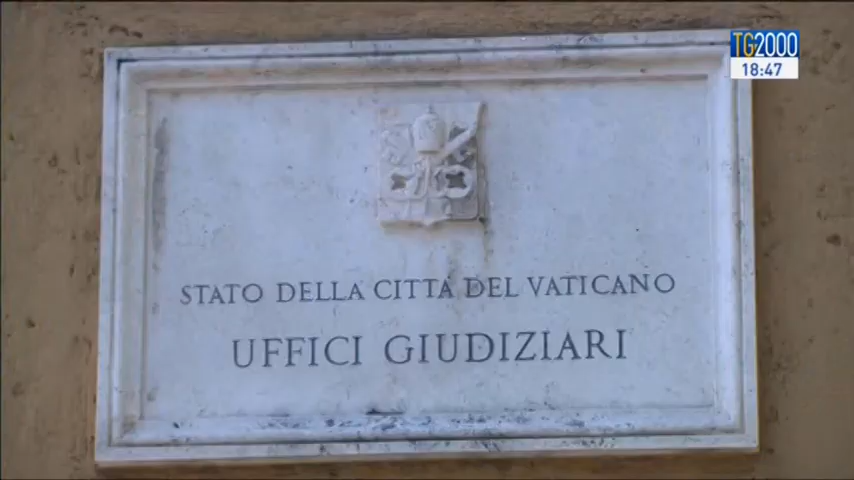 TG2000
18:47
STATO DELLA CITTÀ DEL VATICANO
UFFICI GIUDIZIARI